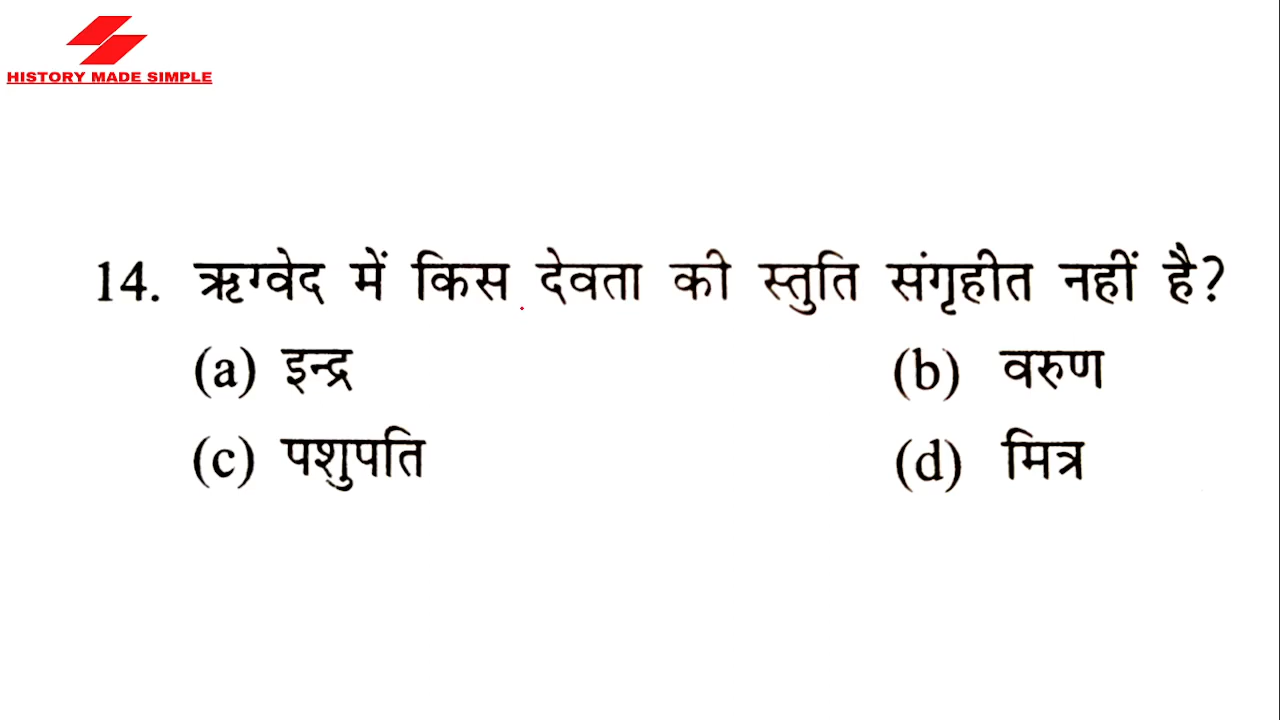 HISTORY MADE SIMPLE
14. ऋग्वेद में किस देवता की स्तुति संगृहीत नहीं है?
(a) इन्द्र (b) वरुण
(c) पशुपति (d) मित्र